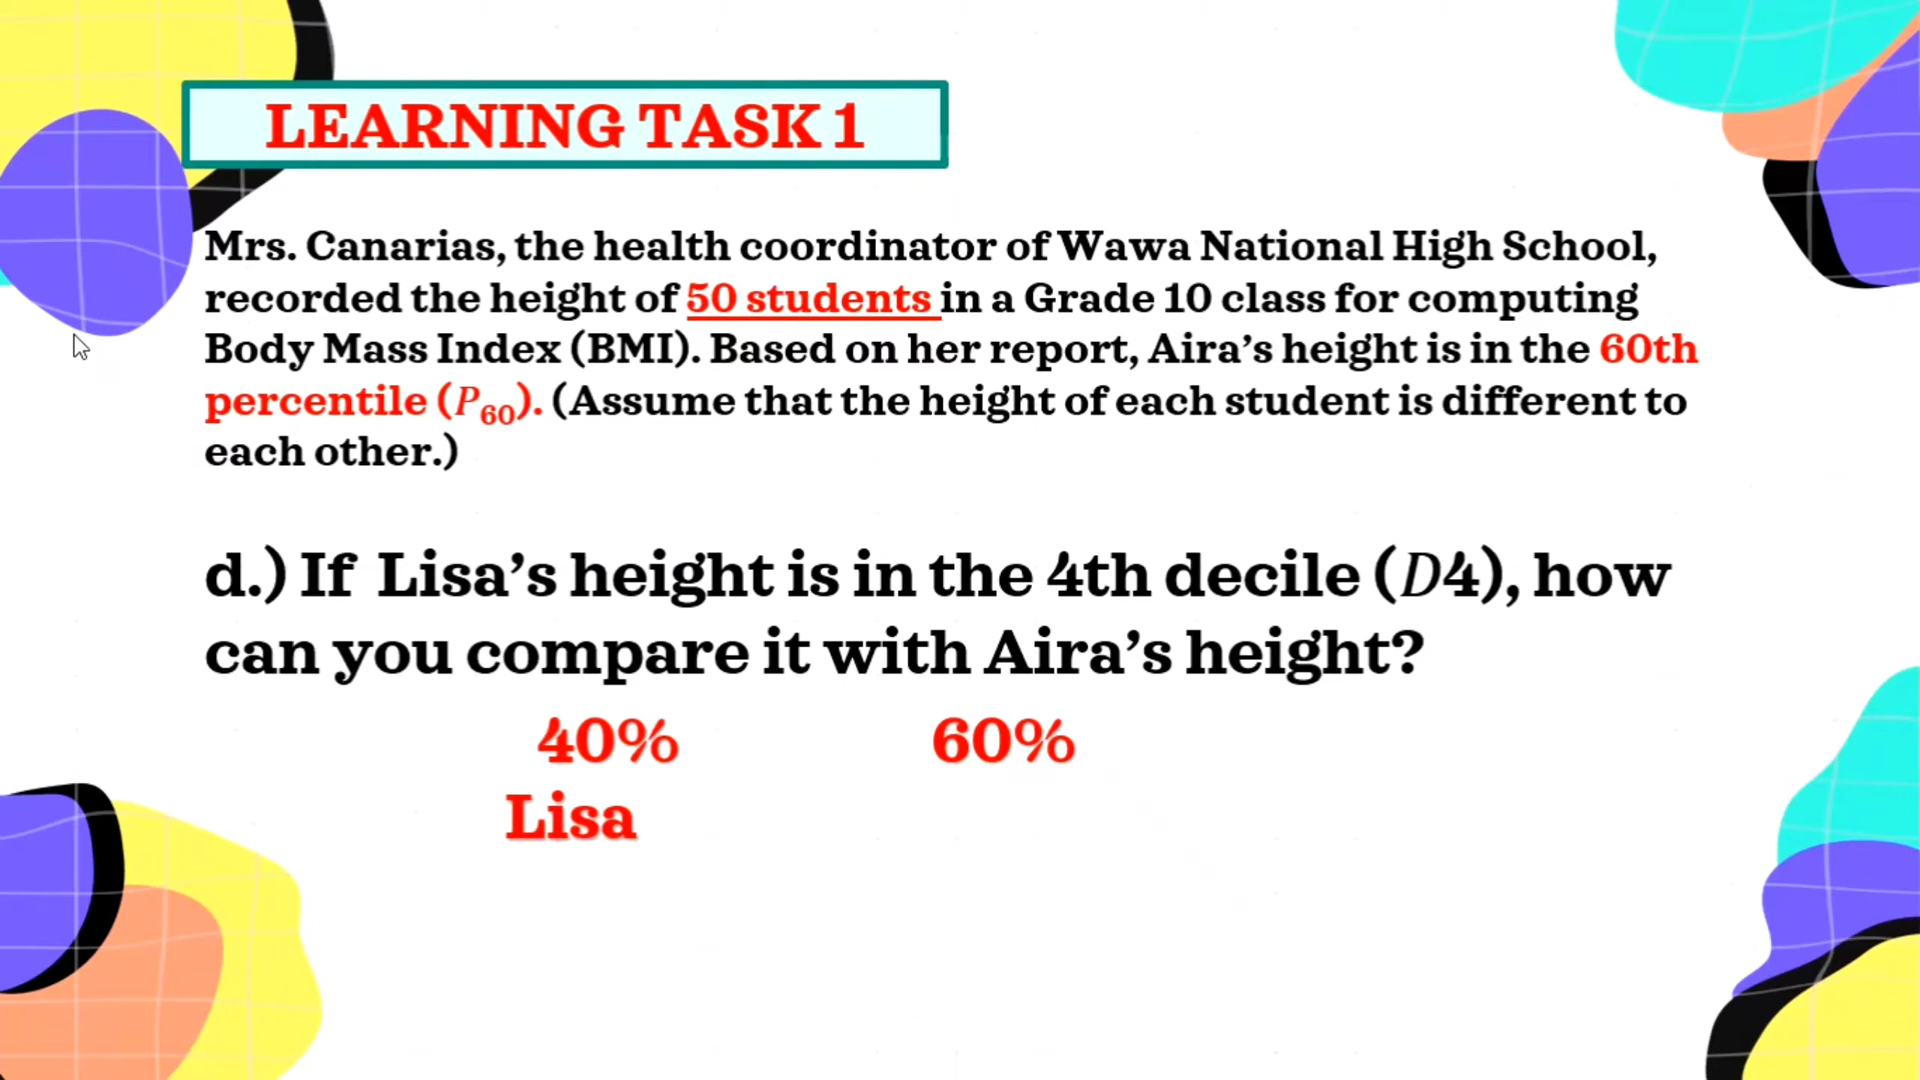 LEARNING TASK 1
Mrs. Canarias, the health coordinator of Wawa National High School,
recorded the height of 50 students in a Grade 10 class for computing
Body Mass Index (BMI). Based on her report, Aira’s height is in the 60th
percentile (P60). (Assume that the height of each student is different to
each other.)
d.) If Lisa’s height is in the 4th decile (D4), how
can you compare it with Aira’s height?
40% 60%
Lisa